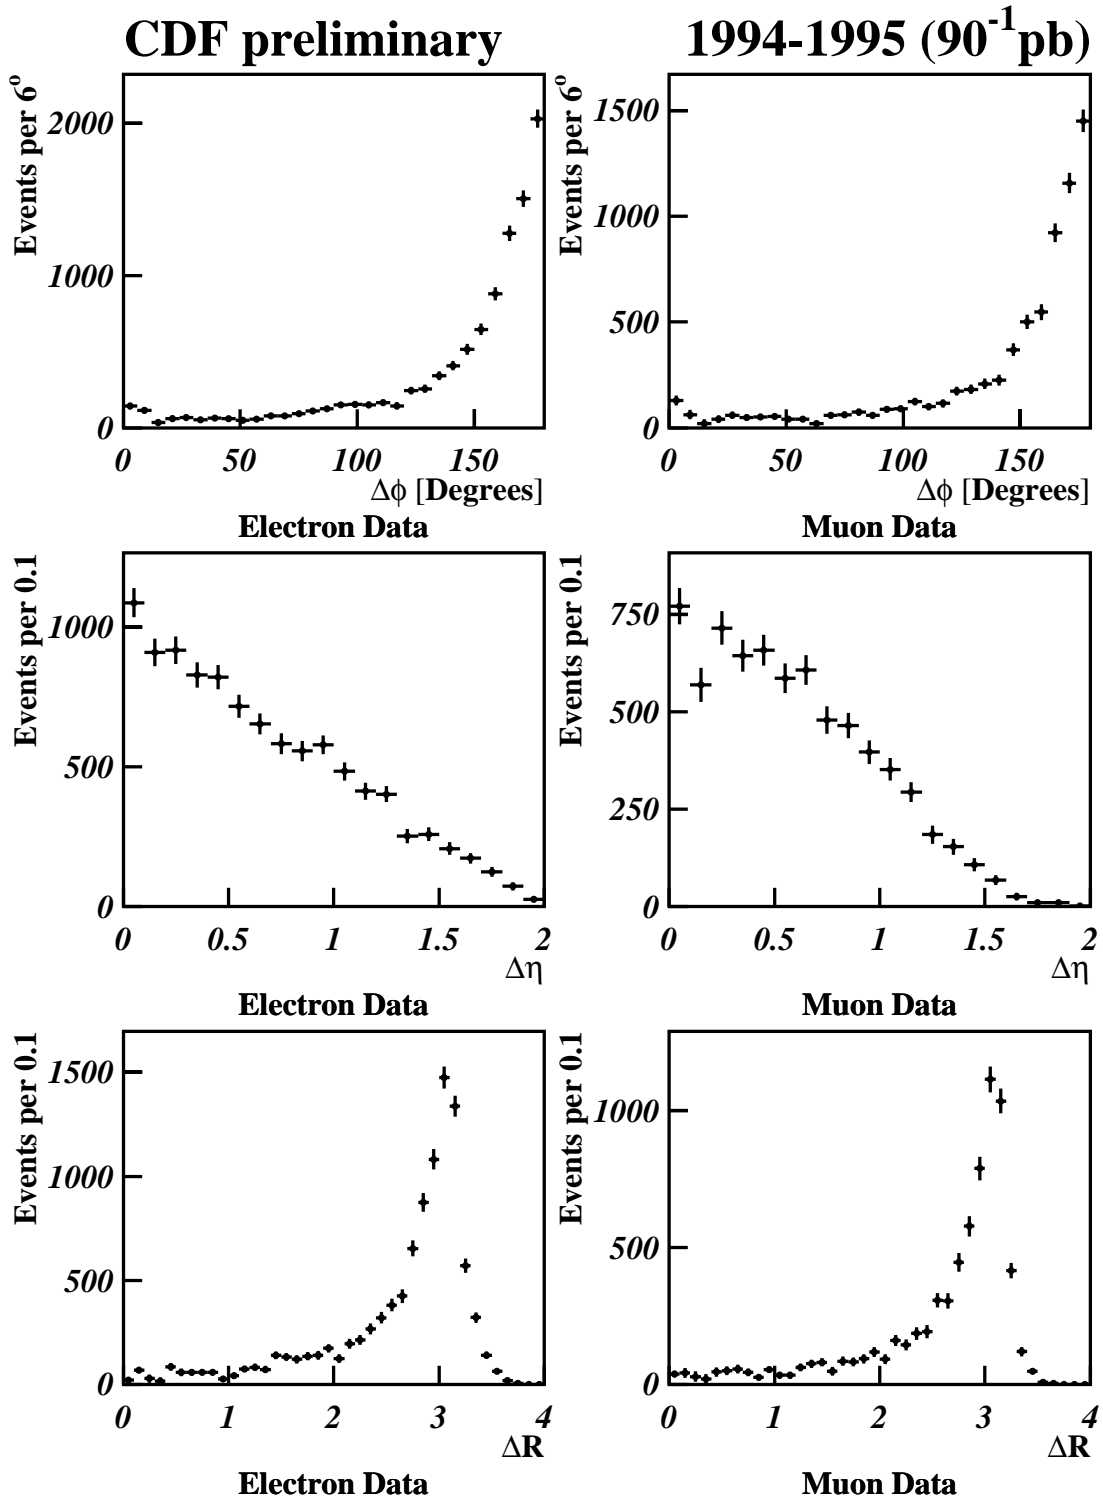 CDF preliminary 1994-1995 (90⁻¹pb)
Events per 6°
2000
1000
0
0 50 100 150
Δϕ [Degrees]
Electron Data
Events per 6°
1500
1000
500
0
0 50 100 150
Δϕ [Degrees]
Muon Data
Events per 0.1
1000
500
0
0 0.5 1 1.5 2
Δη
Electron Data
Events per 0.1
750
500
250
0
0 0.5 1 1.5 2
Δη
Muon Data
Events per 0.1
1500
1000
500
0
0 1 2 3 4
ΔR
Electron Data
Events per 0.1
1000
500
0
0 1 2 3 4
ΔR
Muon Data